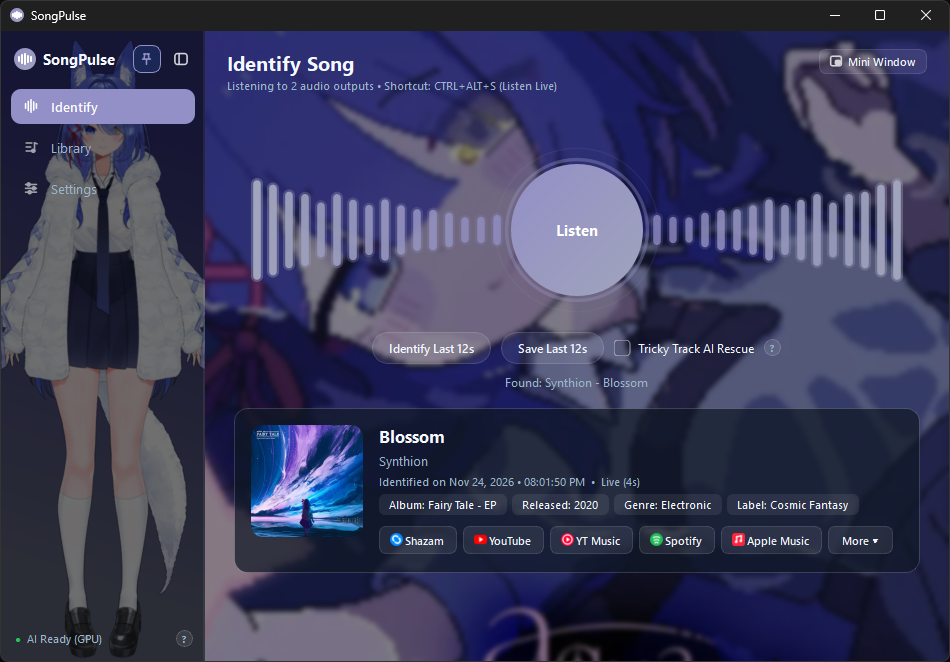 SongPulse
SongPulse
Identify
Library
Settings
AI Ready (GPU)
?
Identify Song
Listening to 2 audio outputs • Shortcut: CTRL+ALT+S (Listen Live)
Mini Window
Listen
Identify Last 12s
Save Last 12s
Tricky Track AI Rescue
?
Found: Synthion - Blossom
FAIRY TALE
Blossom
Synthion
Identified on Nov 24, 2026 • 08:01:50 PM • Live (4s)
Album: Fairy Tale - EP
Released: 2020
Genre: Electronic
Label: Cosmic Fantasy
Shazam
YouTube
YT Music
Spotify
Apple Music
More ▾